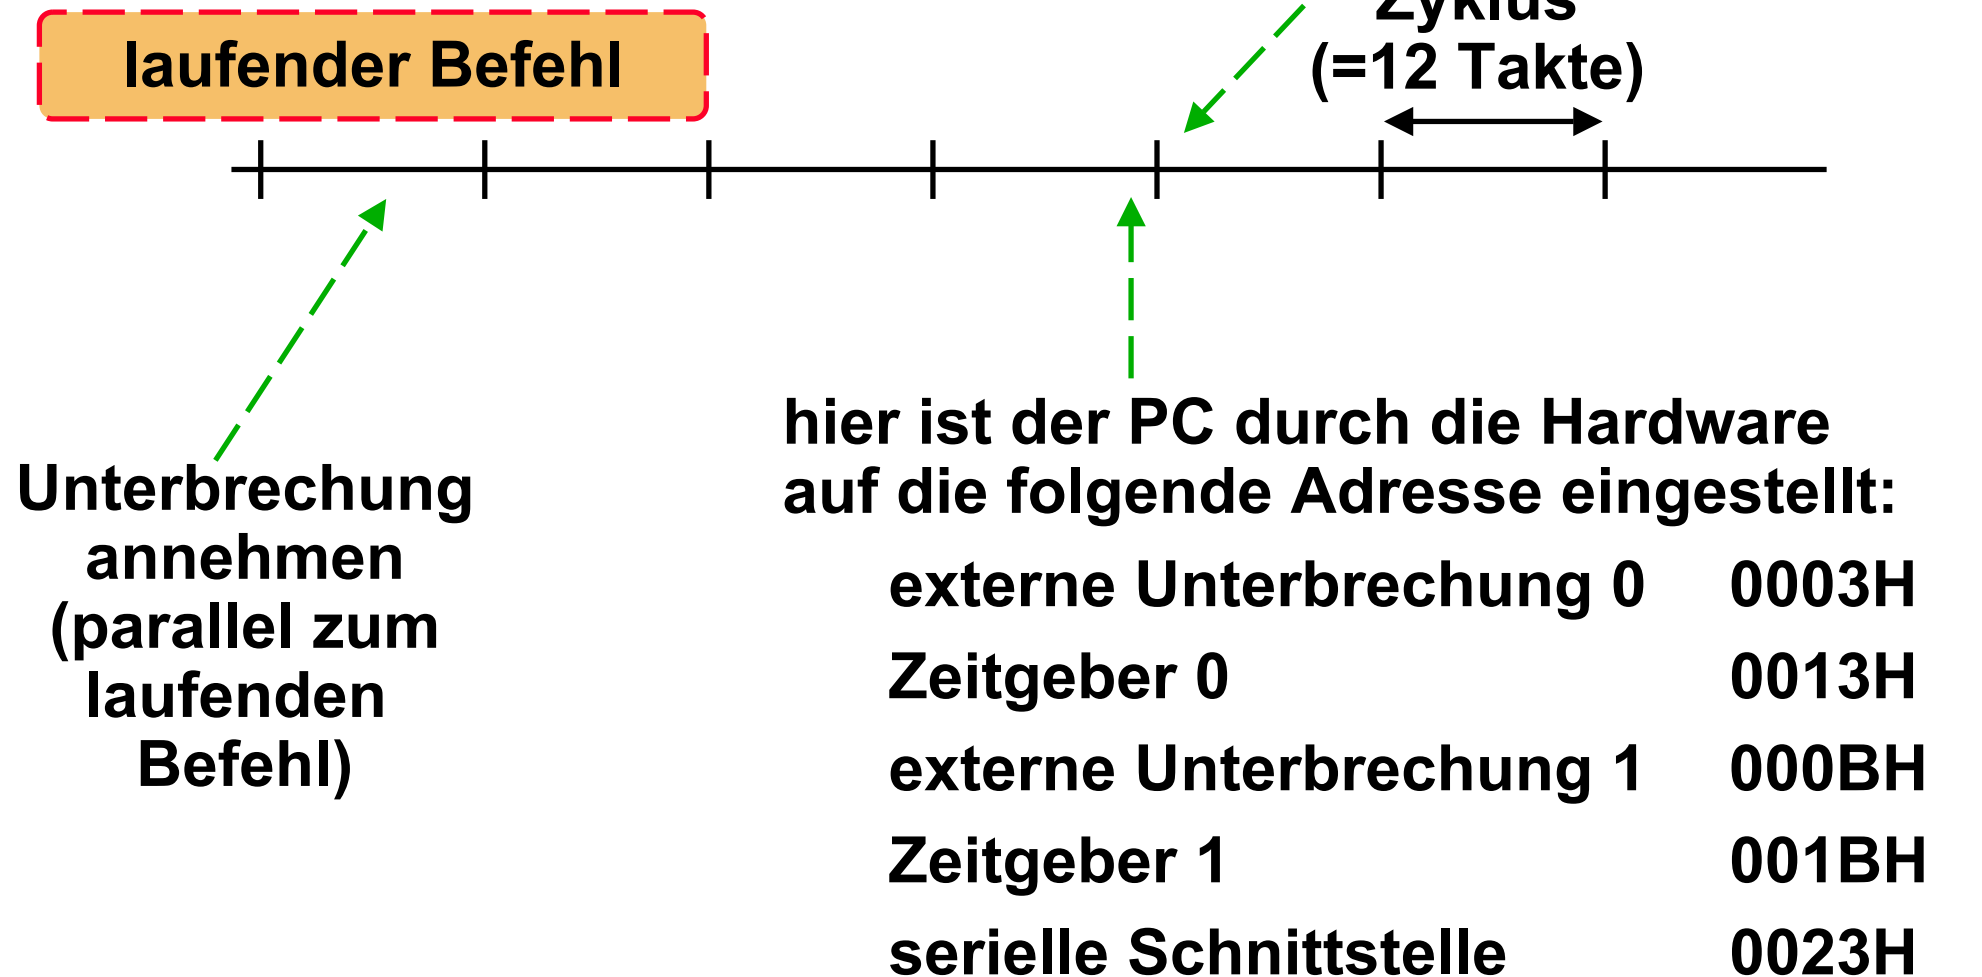 Zyklus
laufender Befehl
(=12 Takte)
hier ist der PC durch die Hardware
auf die folgende Adresse eingestellt:
Unterbrechung
annehmen
(parallel zum
laufenden
Befehl)
externe Unterbrechung 0 0003H
Zeitgeber 0 0013H
externe Unterbrechung 1 000BH
Zeitgeber 1 001BH
serielle Schnittstelle 0023H